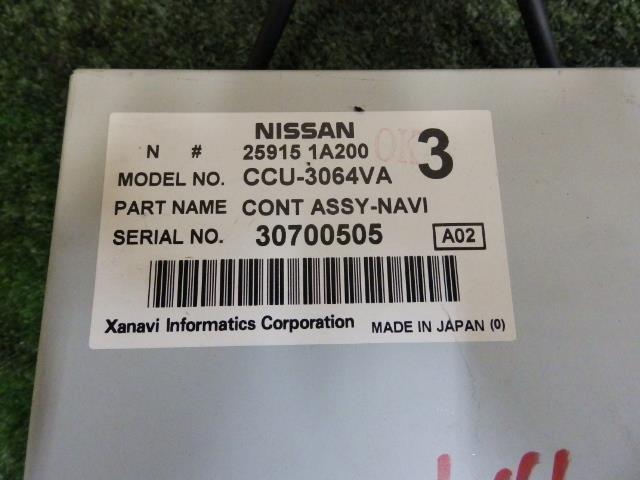 NISSAN
N # 25915 1A200 OK 3
MODEL NO. CCU-3064VA
PART NAME CONT ASSY-NAVI
SERIAL NO. 30700505 A02
Xanavi Informatics Corporation MADE IN JAPAN (0)